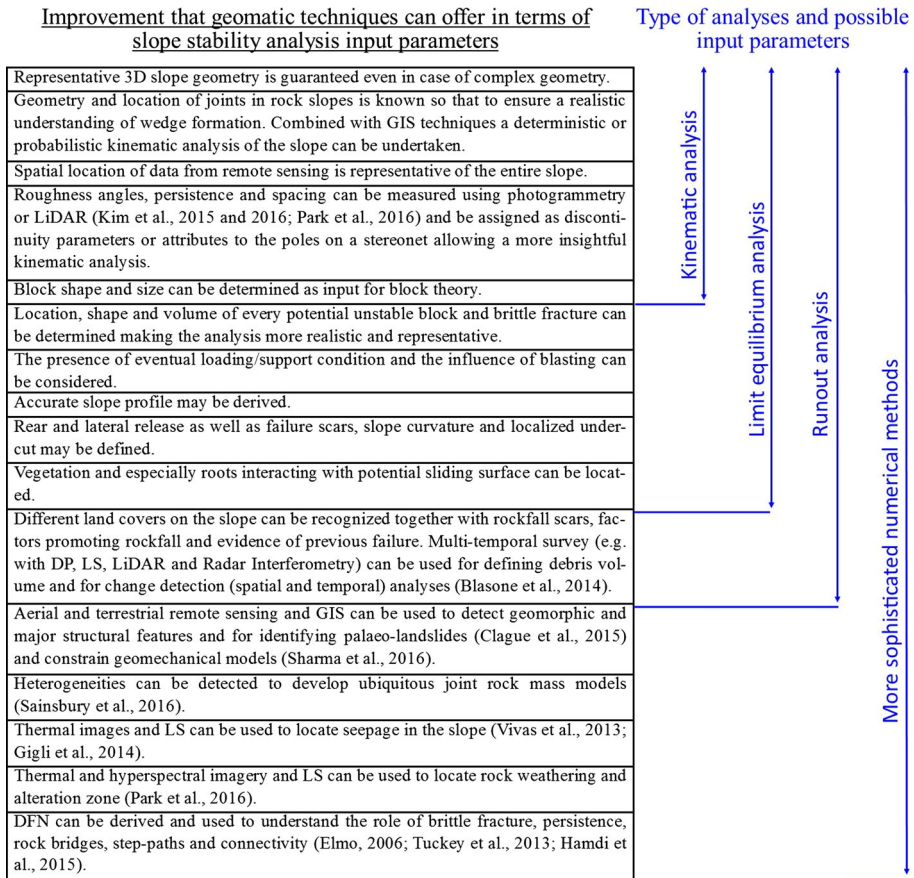 Improvement that geomatic techniques can offer in terms of
slope stability analysis input parameters
Type of analyses and possible
input parameters
Representative 3D slope geometry is guaranteed even in case of complex geometry.
Geometry and location of joints in rock slopes is known so that to ensure a realistic
understanding of wedge formation. Combined with GIS techniques a deterministic or
probabilistic kinematic analysis of the slope can be undertaken.
Spatial location of data from remote sensing is representative of the entire slope.
Roughness angles, persistence and spacing can be measured using photogrammetry
or LiDAR (Kim et al., 2015 and 2016; Park et al., 2016) and be assigned as disconti-
nuity parameters or attributes to the poles on a stereonet allowing a more insightful
kinematic analysis.
Block shape and size can be determined as input for block theory.
Location, shape and volume of every potential unstable block and brittle fracture can
be determined making the analysis more realistic and representative.
The presence of eventual loading/support condition and the influence of blasting can
be considered.
Accurate slope profile may be derived.
Rear and lateral release as well as failure scars, slope curvature and localized under-
cut may be defined.
Vegetation and especially roots interacting with potential sliding surface can be locat-
ed.
Different land covers on the slope can be recognized together with rockfall scars, fac-
tors promoting rockfall and evidence of previous failure. Multi-temporal survey (e.g.
with DP, LS, LiDAR and Radar Interferometry) can be used for defining debris vol-
ume and for change detection (spatial and temporal) analyses (Blasone et al., 2014).
Aerial and terrestrial remote sensing and GIS can be used to detect geomorphic and
major structural features and for identifying palaeo-landslides (Clague et al., 2015)
and constrain geomechanical models (Sharma et al., 2016).
Heterogeneities can be detected to develop ubiquitous joint rock mass models
(Sainsbury et al., 2016).
Thermal images and LS can be used to locate seepage in the slope (Vivas et al., 2013;
Gigli et al., 2014).
Thermal and hyperspectral imagery and LS can be used to locate rock weathering and
alteration zone (Park et al., 2016).
DFN can be derived and used to understand the role of brittle fracture, persistence,
rock bridges, step-paths and connectivity (Elmo, 2006; Tuckey et al., 2013; Hamdi et
al., 2015).
Kinematic analysis
Limit equilibrium analysis
Runout analysis
More sophisticated numerical methods